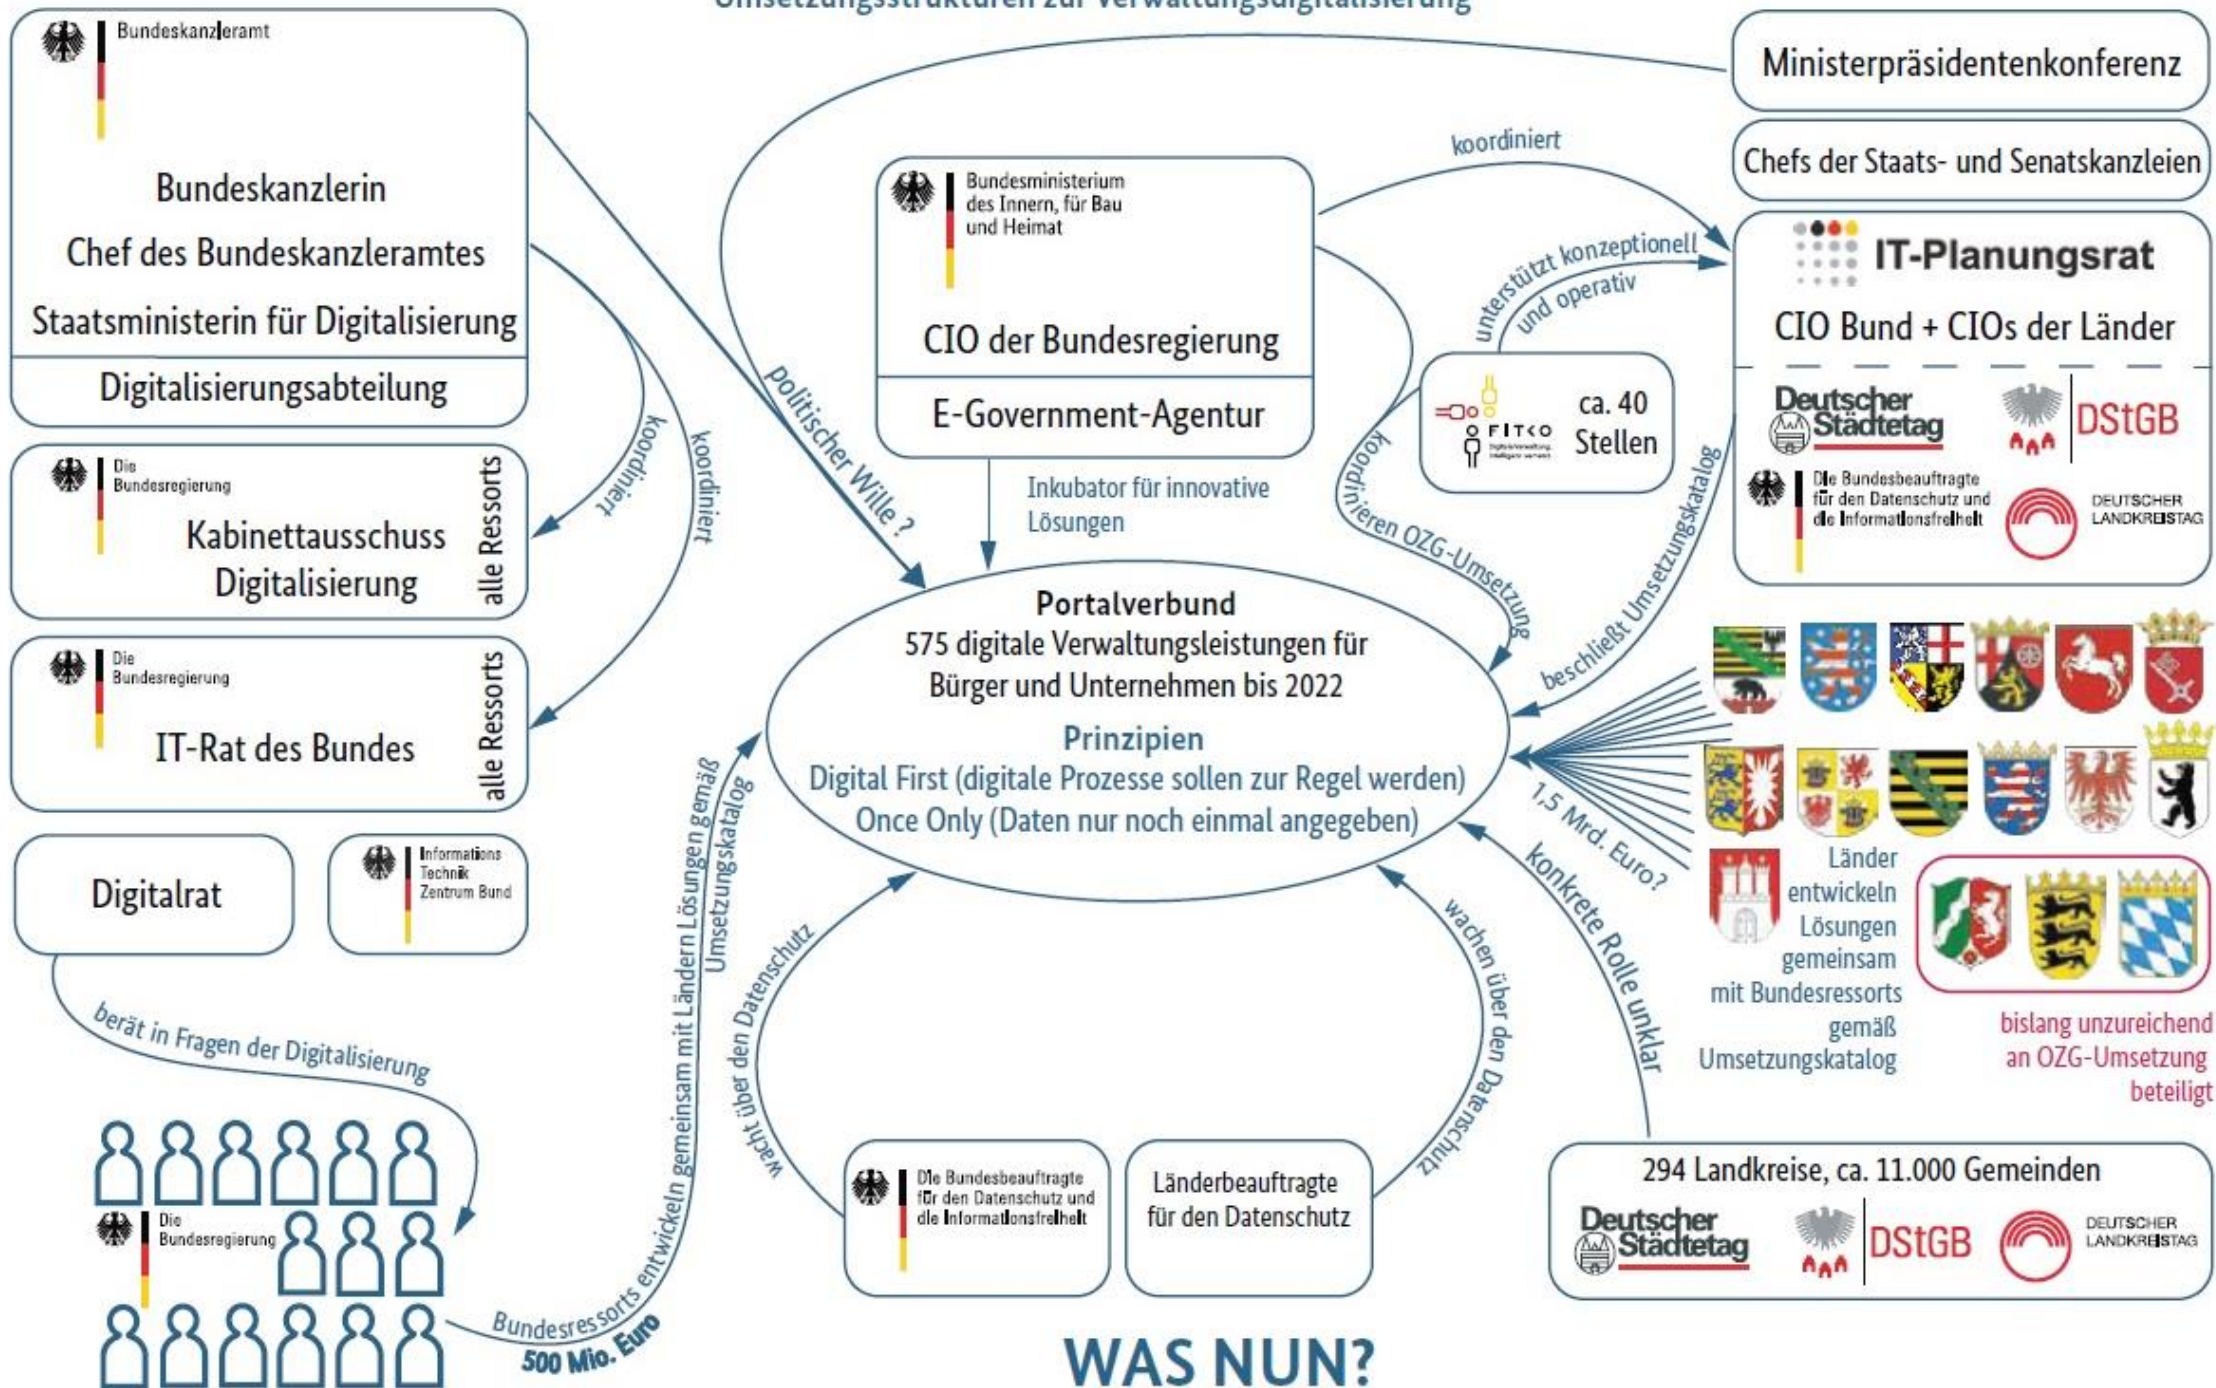 Umsetzungsstrukturen zur Verwaltungsdigitalisierung
Bundeskanzleramt
Bundeskanzlerin
Chef des Bundeskanzleramtes
Staatsministerin für Digitalisierung
Digitalisierungsabteilung
Die
Bundesregierung
Kabinettausschuss
Digitalisierung
alle Ressorts
Die
Bundesregierung
IT-Rat des Bundes
alle Ressorts
koordiniert
koordiniert
Digitalrat
Informations
Technik
Zentrum Bund
berät in Fragen der Digitalisierung
Die
Bundesregierung
Bundesressorts entwickeln gemeinsam mit Ländern Lösungen gemäß
Umsetzungskatalog
500 Mio. Euro
politischer Wille ?
Bundesministerium
des Innern, für Bau
und Heimat
CIO der Bundesregierung
E-Government-Agentur
Inkubator für innovative
Lösungen
koordiniert
unterstützt konzeptionell
und operativ
FITKO
ca. 40
Stellen
koordinieren OZG-Umsetzung
beschließt Umsetzungskatalog
Ministerpräsidentenkonferenz
Chefs der Staats- und Senatskanzleien
IT-Planungsrat
CIO Bund + CIOs der Länder
Deutscher
Städtetag
DStGB
Die Bundesbeauftragte
für den Datenschutz und
die Informationsfreiheit
DEUTSCHER
LANDKREISTAG
Portalverbund
575 digitale Verwaltungsleistungen für
Bürger und Unternehmen bis 2022
Prinzipien
Digital First (digitale Prozesse sollen zur Regel werden)
Once Only (Daten nur noch einmal angegeben)
1,5 Mrd. Euro?
Länder
entwickeln
Lösungen
gemeinsam
mit Bundesressorts
gemäß
Umsetzungskatalog
bislang unzureichend
an OZG-Umsetzung
beteiligt
konkrete Rolle unklar
wacht über den Datenschutz
wachen über den Datenschutz
Die Bundesbeauftragte
für den Datenschutz und
die Informationsfreiheit
Länderbeauftragte
für den Datenschutz
294 Landkreise, ca. 11.000 Gemeinden
Deutscher
Städtetag
DStGB
DEUTSCHER
LANDKREISTAG
WAS NUN?